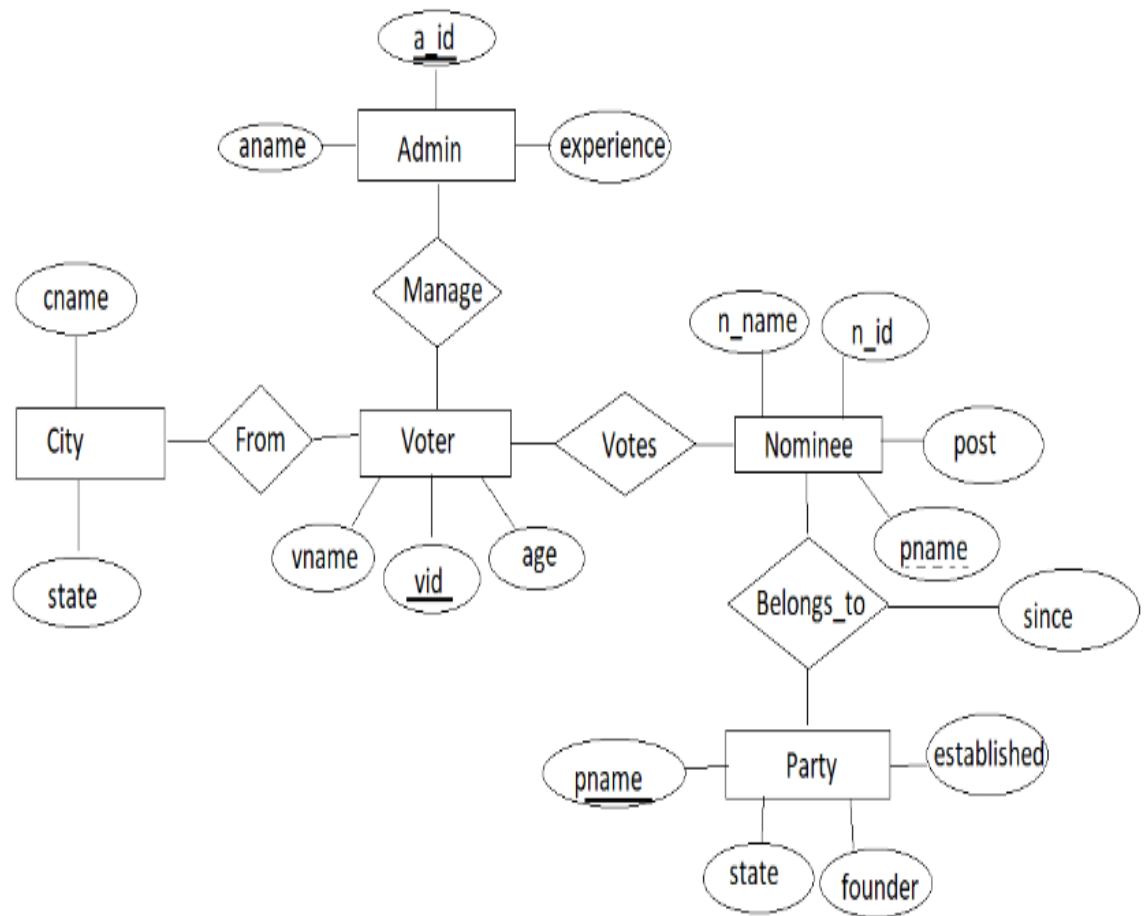 a_id
aname
Admin
experience
cname
Manage
n_name
n_id
City
From
Voter
Votes
Nominee
post
vname
vid
age
pname
state
Belongs_to
since
pname
Party
established
state
founder